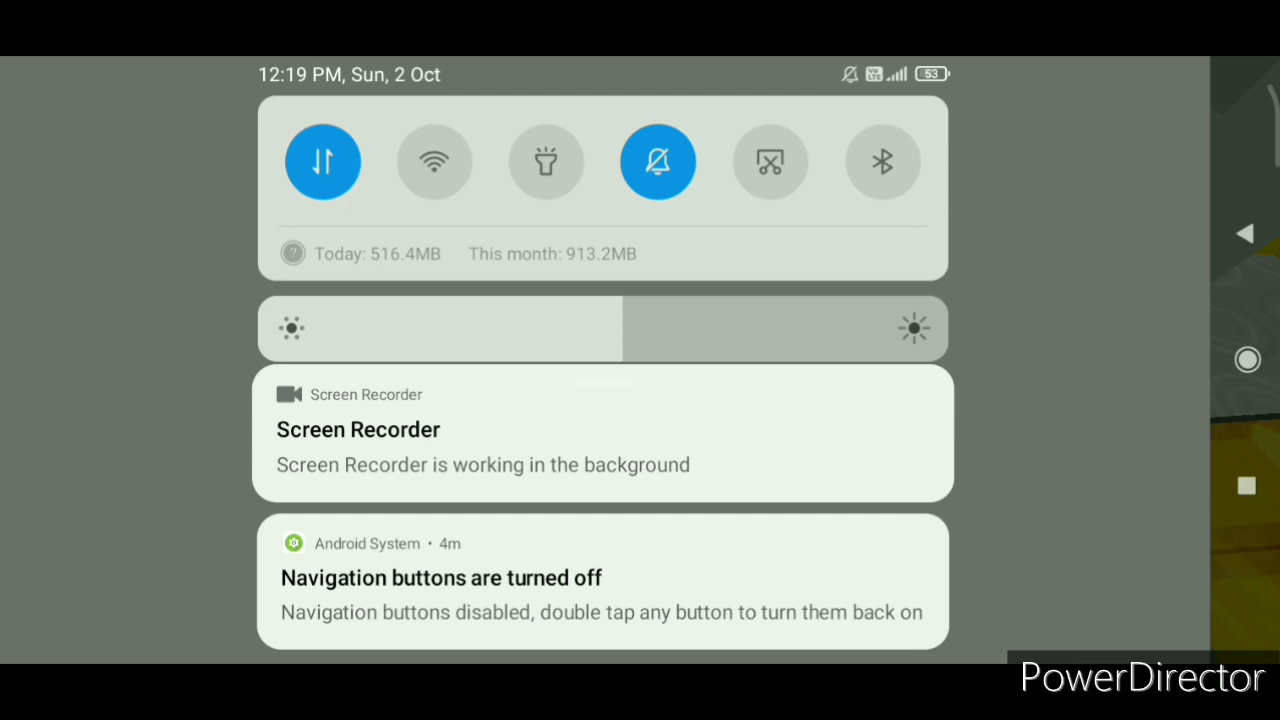 12:19 PM, Sun, 2 Oct
Vo LTE
53
Today: 516.4MB This month: 913.2MB
Screen Recorder
Screen Recorder
Screen Recorder is working in the background
Android System • 4m
Navigation buttons are turned off
Navigation buttons disabled, double tap any button to turn them back on
PowerDirector